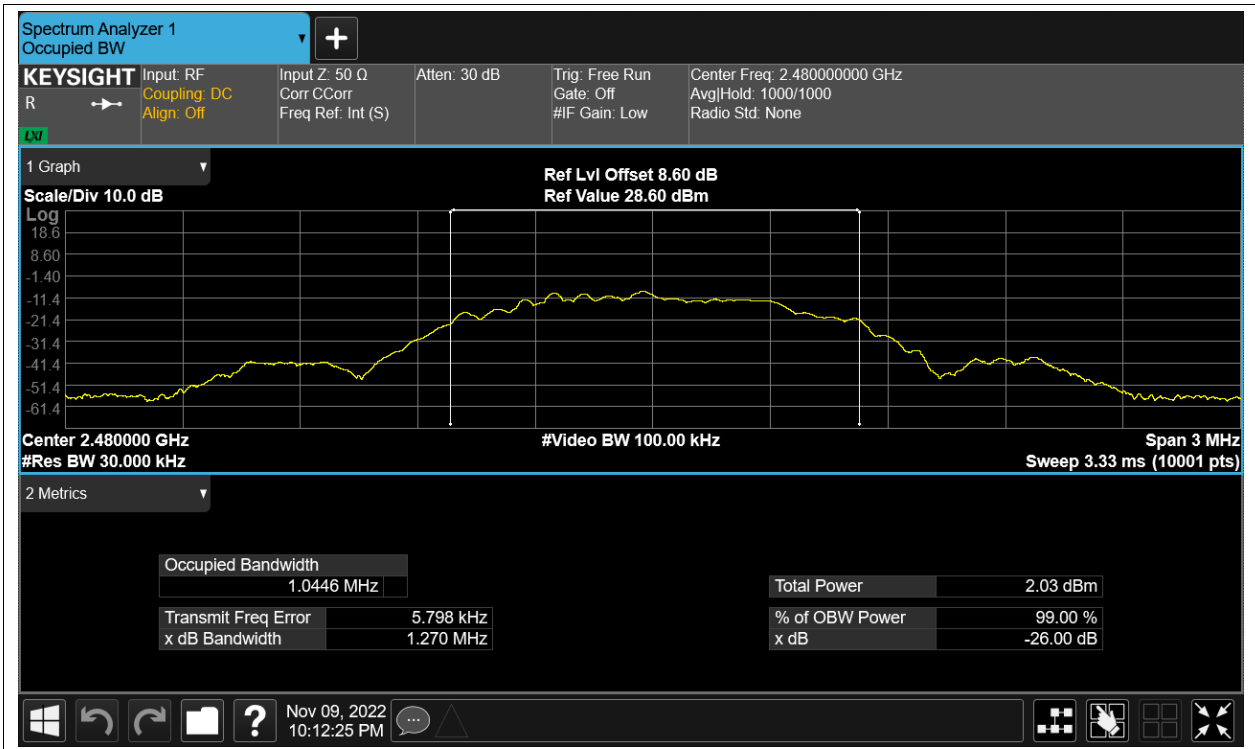 Spectrum Analyzer 1
Occupied BW
KEYSIGHT
R
LXI
Input: RF
Coupling: DC
Align: Off
Input Z: 50 Ω
Corr CCorr
Freq Ref: Int (S)
Atten: 30 dB
Trig: Free Run
Gate: Off
#IF Gain: Low
Center Freq: 2.480000000 GHz
Avg|Hold: 1000/1000
Radio Std: None
1 Graph
Scale/Div 10.0 dB
Ref Lvl Offset 8.60 dB
Ref Value 28.60 dBm
Log
18.6
8.60
-1.40
-11.4
-21.4
-31.4
-41.4
-51.4
-61.4
Center 2.480000 GHz
#Video BW 100.00 kHz
Span 3 MHz
#Res BW 30.000 kHz
Sweep 3.33 ms (10001 pts)
2 Metrics
Occupied Bandwidth
1.0446 MHz
Total Power 2.03 dBm
Transmit Freq Error 5.798 kHz
% of OBW Power 99.00 %
x dB Bandwidth 1.270 MHz
x dB -26.00 dB
?
Nov 09, 2022
10:12:25 PM